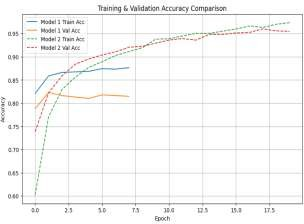 Training & Validation Accuracy Comparison
Model 1 Train Acc
Model 1 Val Acc
Model 2 Train Acc
Model 2 Val Acc
0.95
0.90
0.85
0.80
0.75
0.70
0.65
0.60
Accuracy
0.0 2.5 5.0 7.5 10.0 12.5 15.0 17.5
Epoch